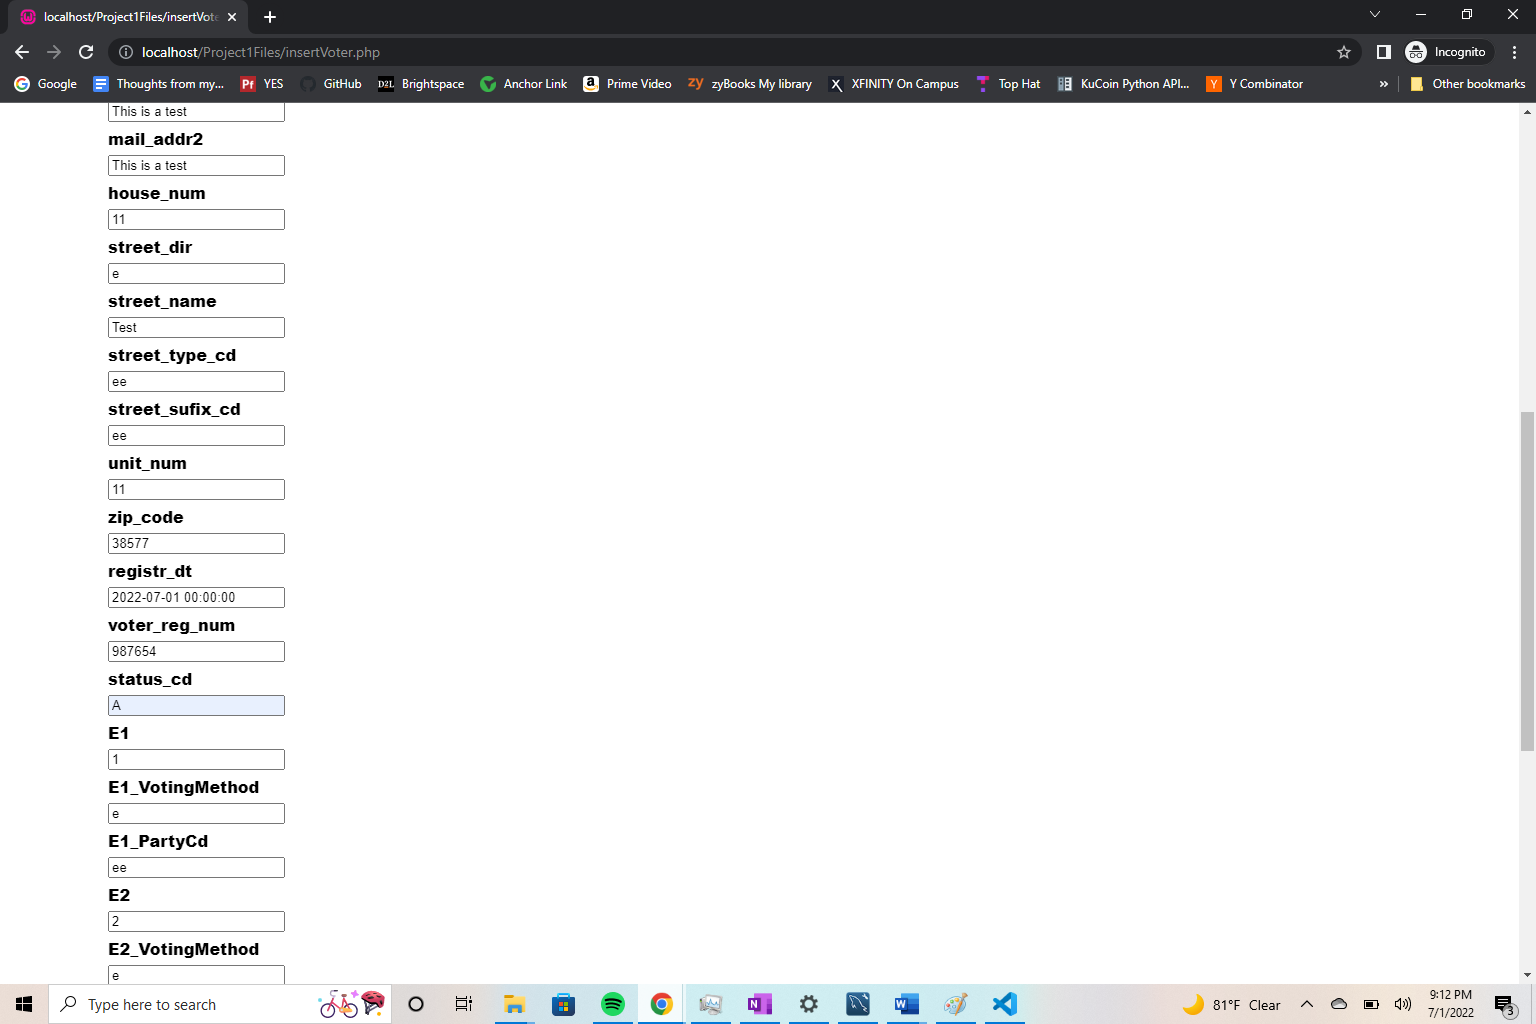 localhost/Project1Files/insertVote
localhost/Project1Files/insertVoter.php
Incognito
Google
Thoughts from my...
Pf YES
GitHub
D2L Brightspace
Anchor Link
a Prime Video
zy zyBooks My library
X XFINITY On Campus
Top Hat
KuCoin Python API...
Y Y Combinator
»
Other bookmarks
This is a test
mail_addr2
This is a test
house_num
11
street_dir
e
street_name
Test
street_type_cd
ee
street_sufix_cd
ee
unit_num
11
zip_code
38577
registr_dt
2022-07-01 00:00:00
voter_reg_num
987654
status_cd
A
E1
1
E1_VotingMethod
e
E1_PartyCd
ee
E2
2
E2_VotingMethod
e
Type here to search
N
W
81°F Clear
9:12 PM
7/1/2022
3